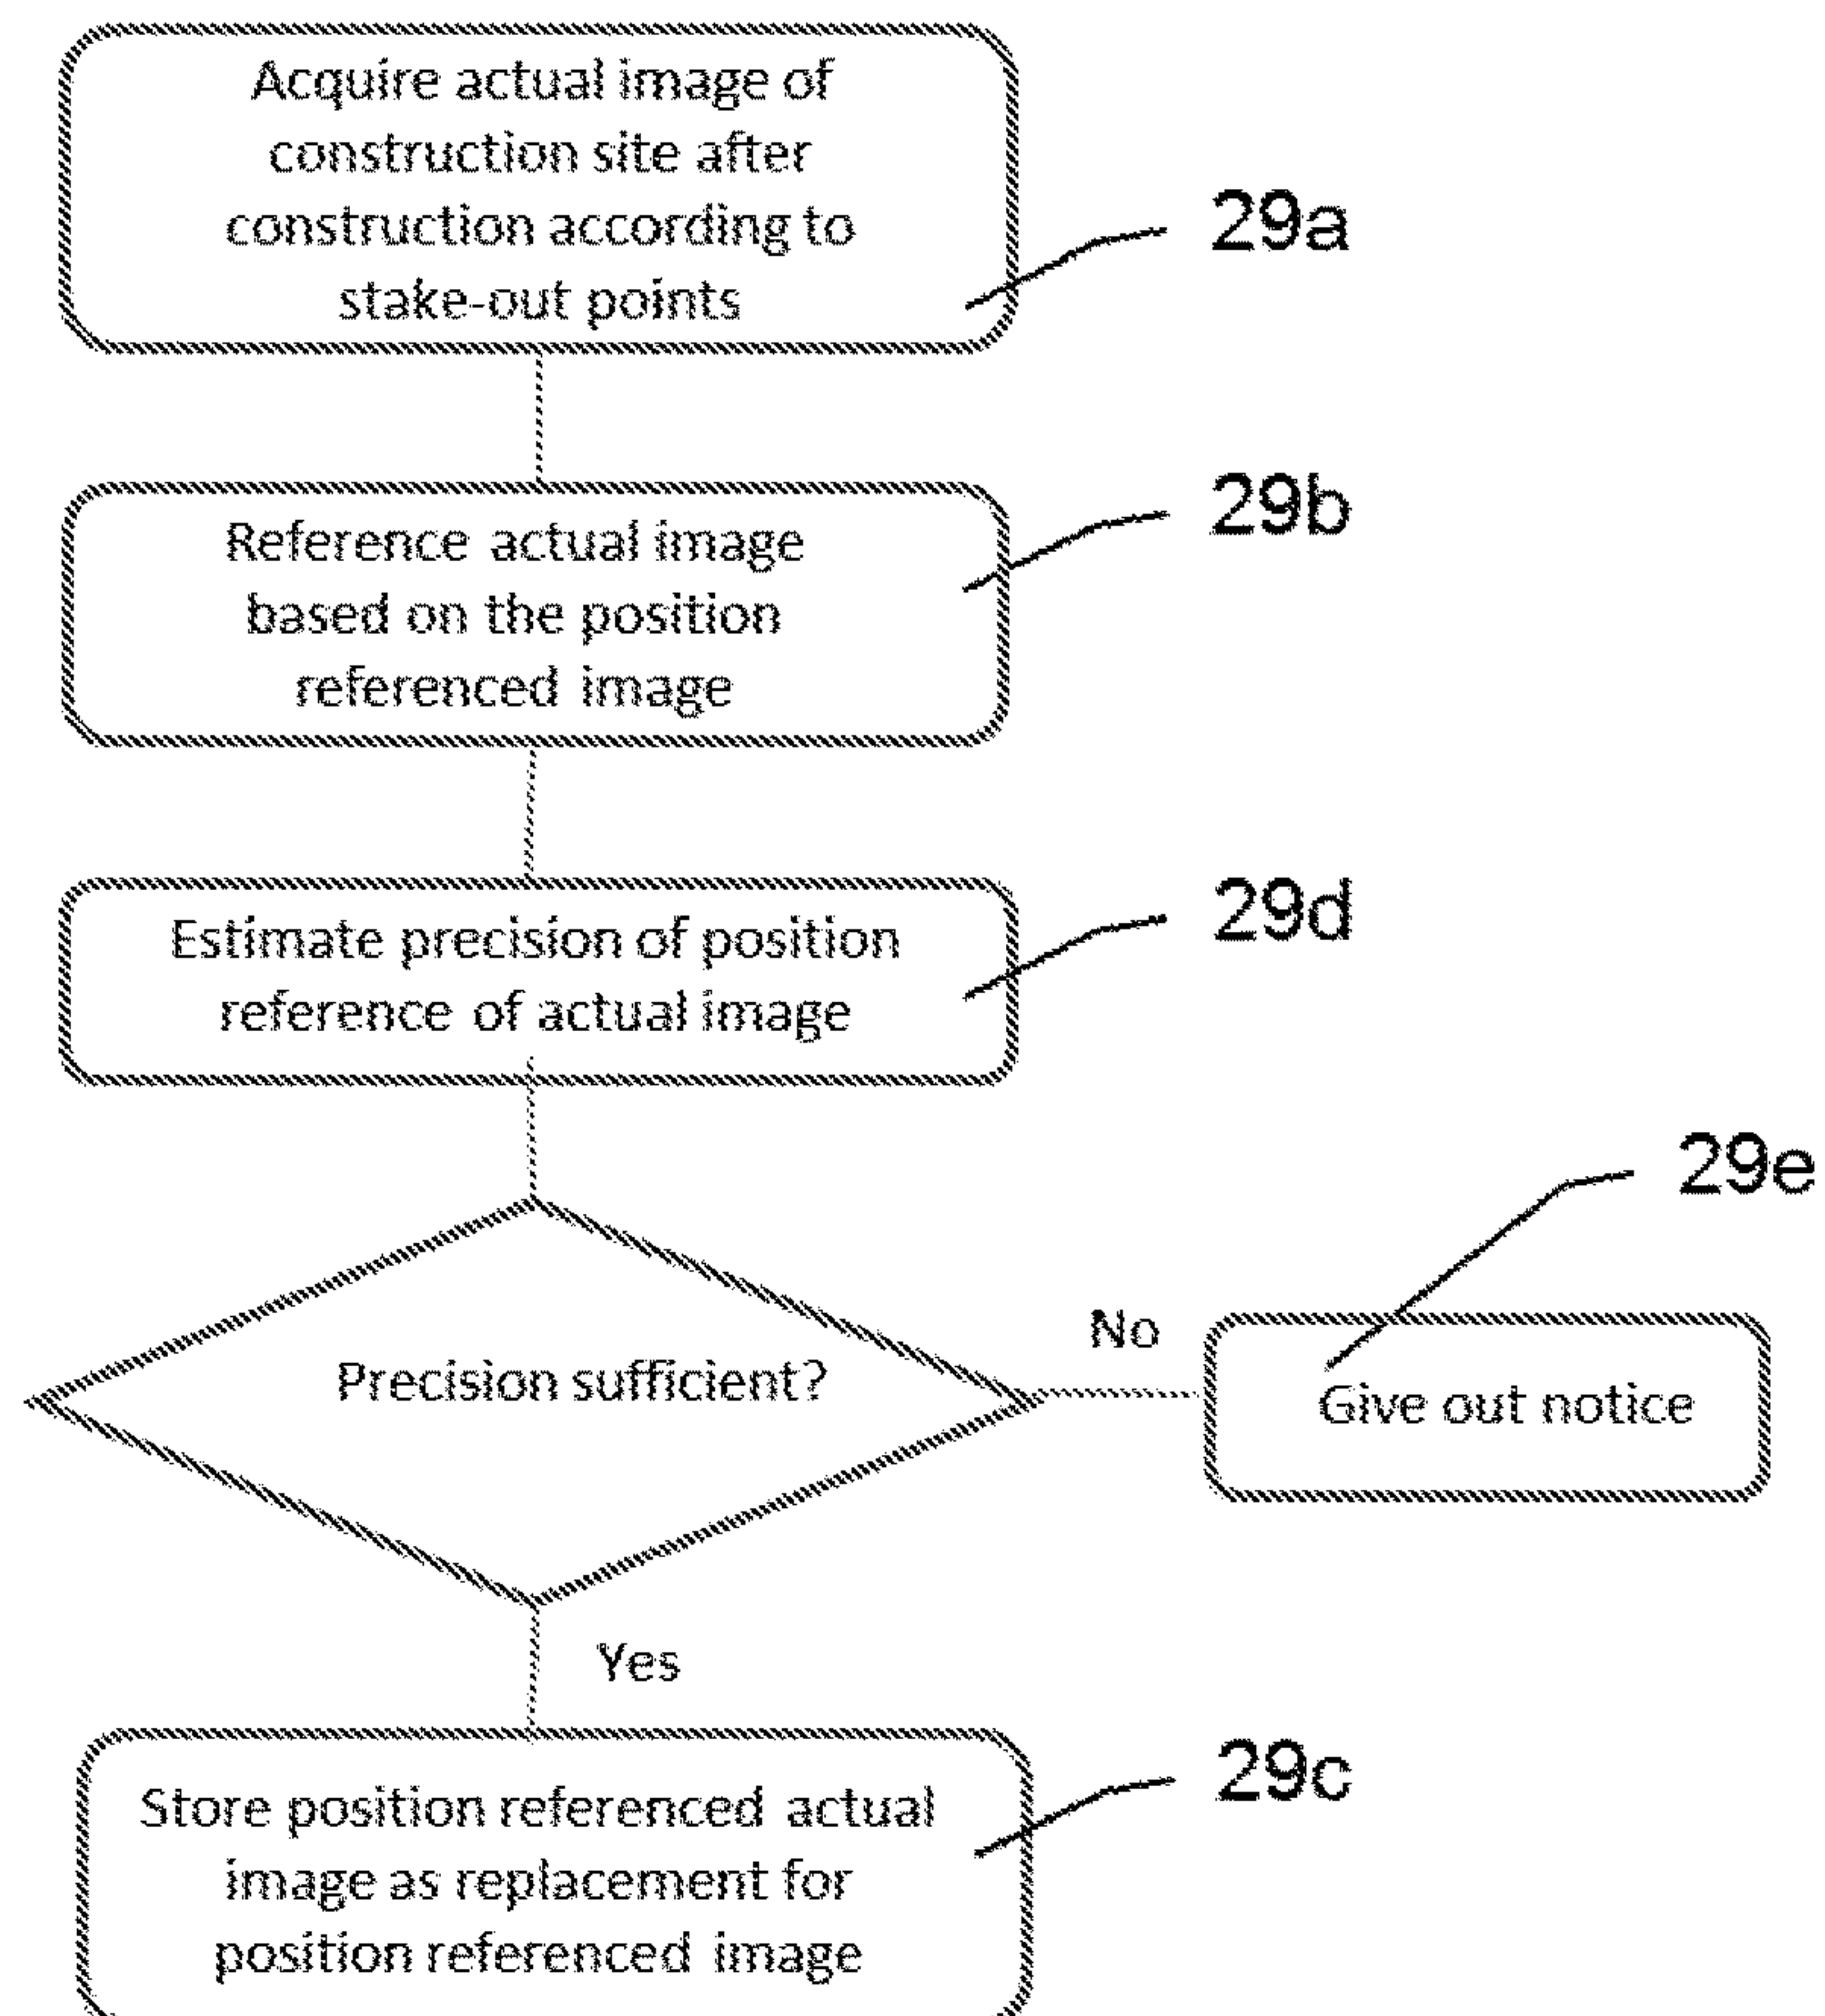 Acquire actual image of
construction site after
construction according to
stake-out points
29a
Reference actual image
based on the position
referenced image
29b
Estimate precision of position
reference of actual image
29d
Precision sufficient?
No
29e
Give out notice
Yes
Store position referenced actual
image as replacement for
position referenced image
29c